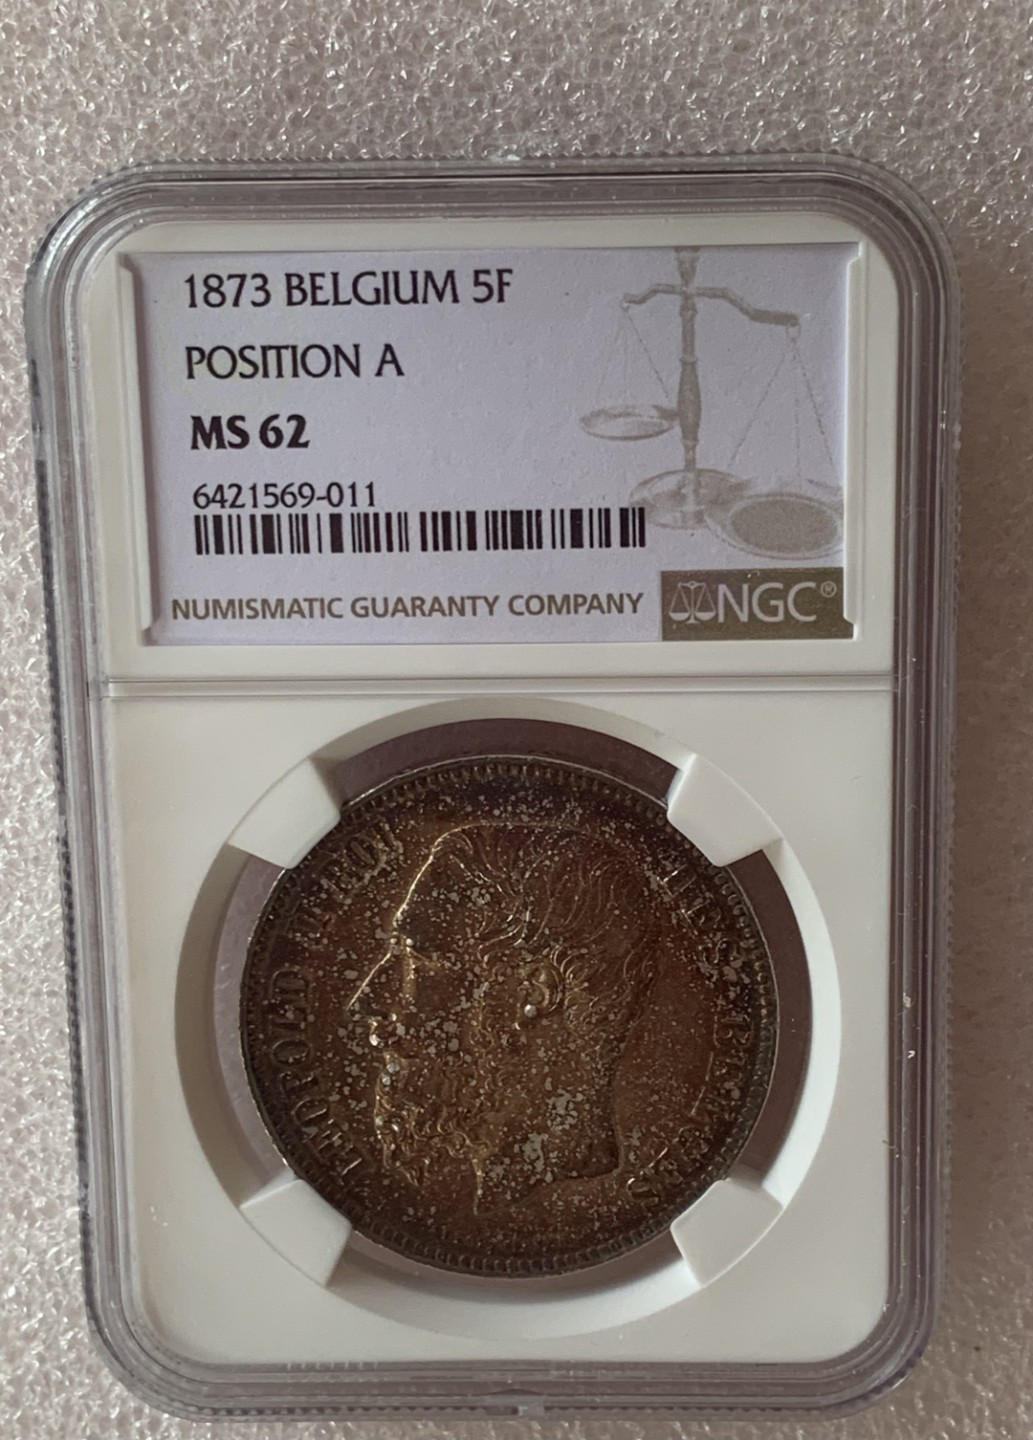 1873 BELGIUM 5F
POSITION A
MS 62
6421569-011
NUMISMATIC GUARANTY COMPANY
NGC®
LEOPOLD II ROI
DES BELGES